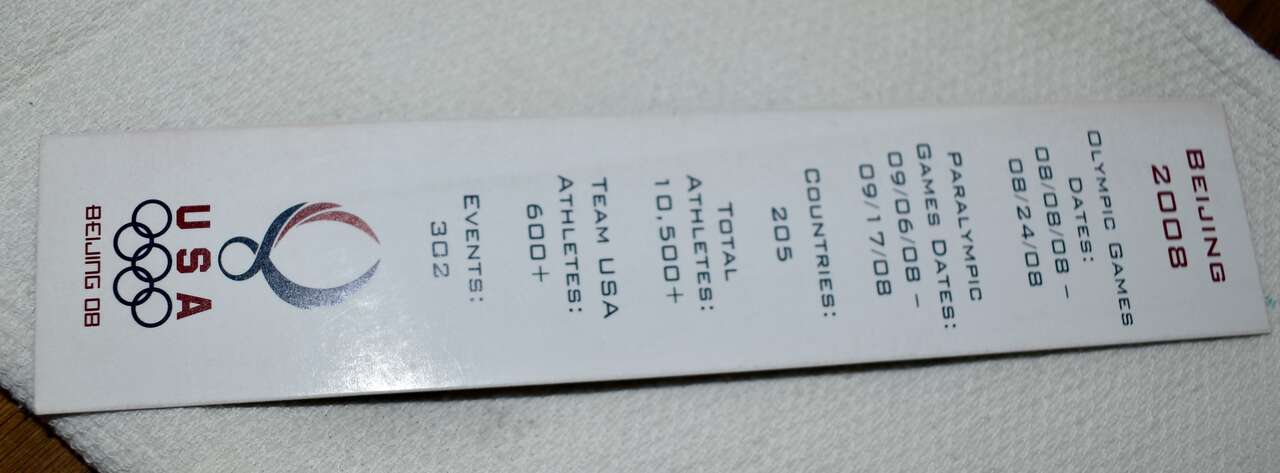 BEIJING
2008
OLYMPIC GAMES
DATES:
08/08/08 –
08/24/08
PARALYMPIC
GAMES DATES:
09/06/08 –
09/17/08
COUNTRIES:
205
TOTAL
ATHLETES:
10,500+
TEAM USA
ATHLETES:
600+
EVENTS:
302
USA
BEIJING 08